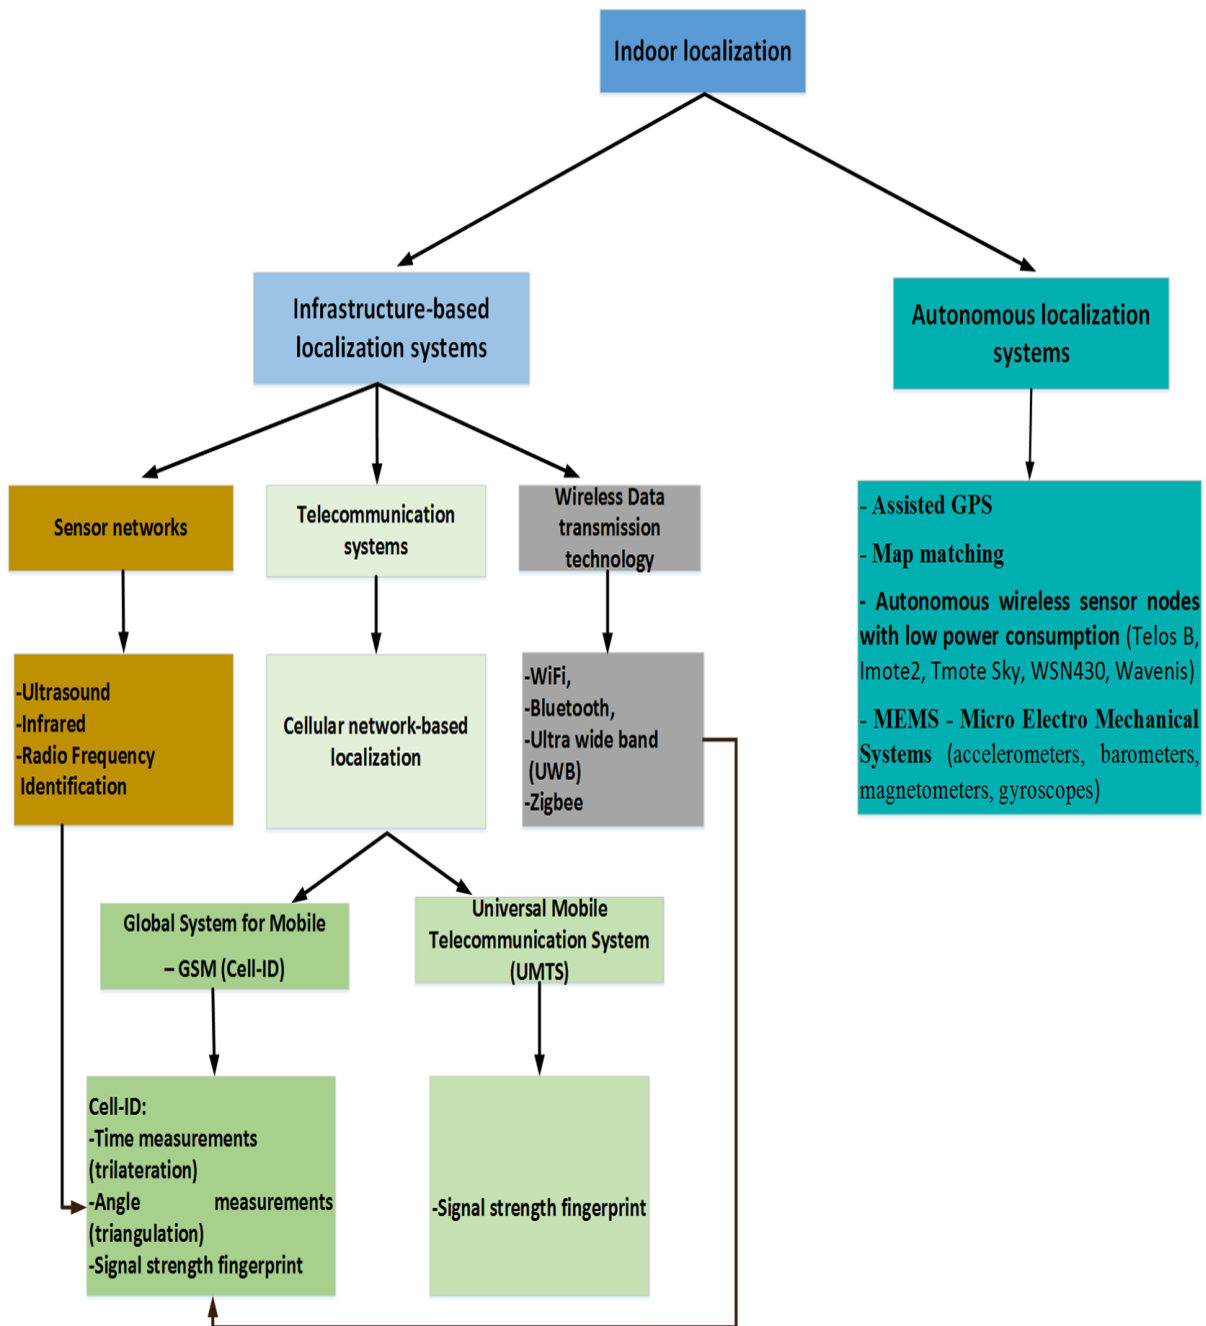 Indoor localization
Infrastructure-based
localization systems
Autonomous localization
systems
Sensor networks
Telecommunication
systems
Wireless Data
transmission
technology
- Assisted GPS
- Map matching
- Autonomous wireless sensor nodes
with low power consumption (Telos B,
Imote2, Tmote Sky, WSN430, Wavenis)
- MEMS - Micro Electro Mechanical
Systems (accelerometers, barometers,
magnetometers, gyroscopes)
-Ultrasound
-Infrared
-Radio Frequency
Identification
Cellular network-based
localization
-WiFi,
-Bluetooth,
-Ultra wide band
(UWB)
-Zigbee
Global System for Mobile
– GSM (Cell-ID)
Universal Mobile
Telecommunication System
(UMTS)
Cell-ID:
-Time measurements
(trilateration)
-Angle measurements
(triangulation)
-Signal strength fingerprint
-Signal strength fingerprint